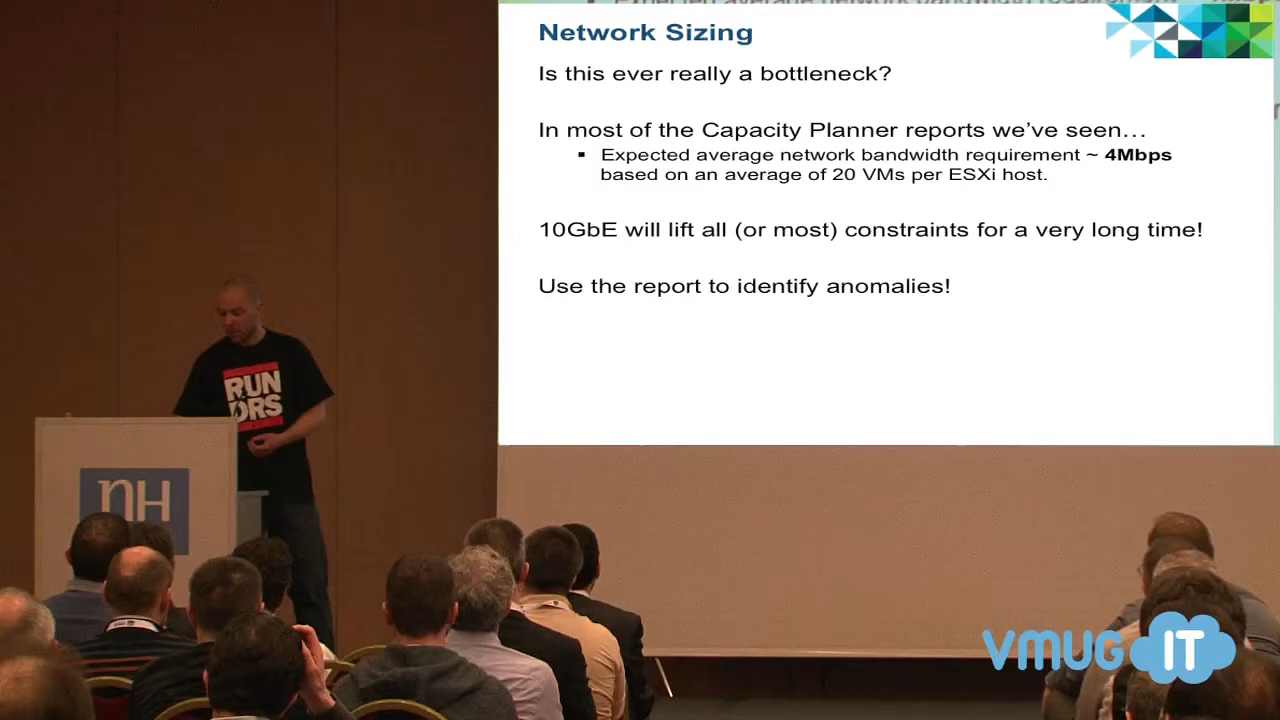 Network Sizing
Is this ever really a bottleneck?
In most of the Capacity Planner reports we've seen…
▪ Expected average network bandwidth requirement ~ 4Mbps
based on an average of 20 VMs per ESXi host.
10GbE will lift all (or most) constraints for a very long time!
Use the report to identify anomalies!
RUN
DRS
nH
VMUG IT